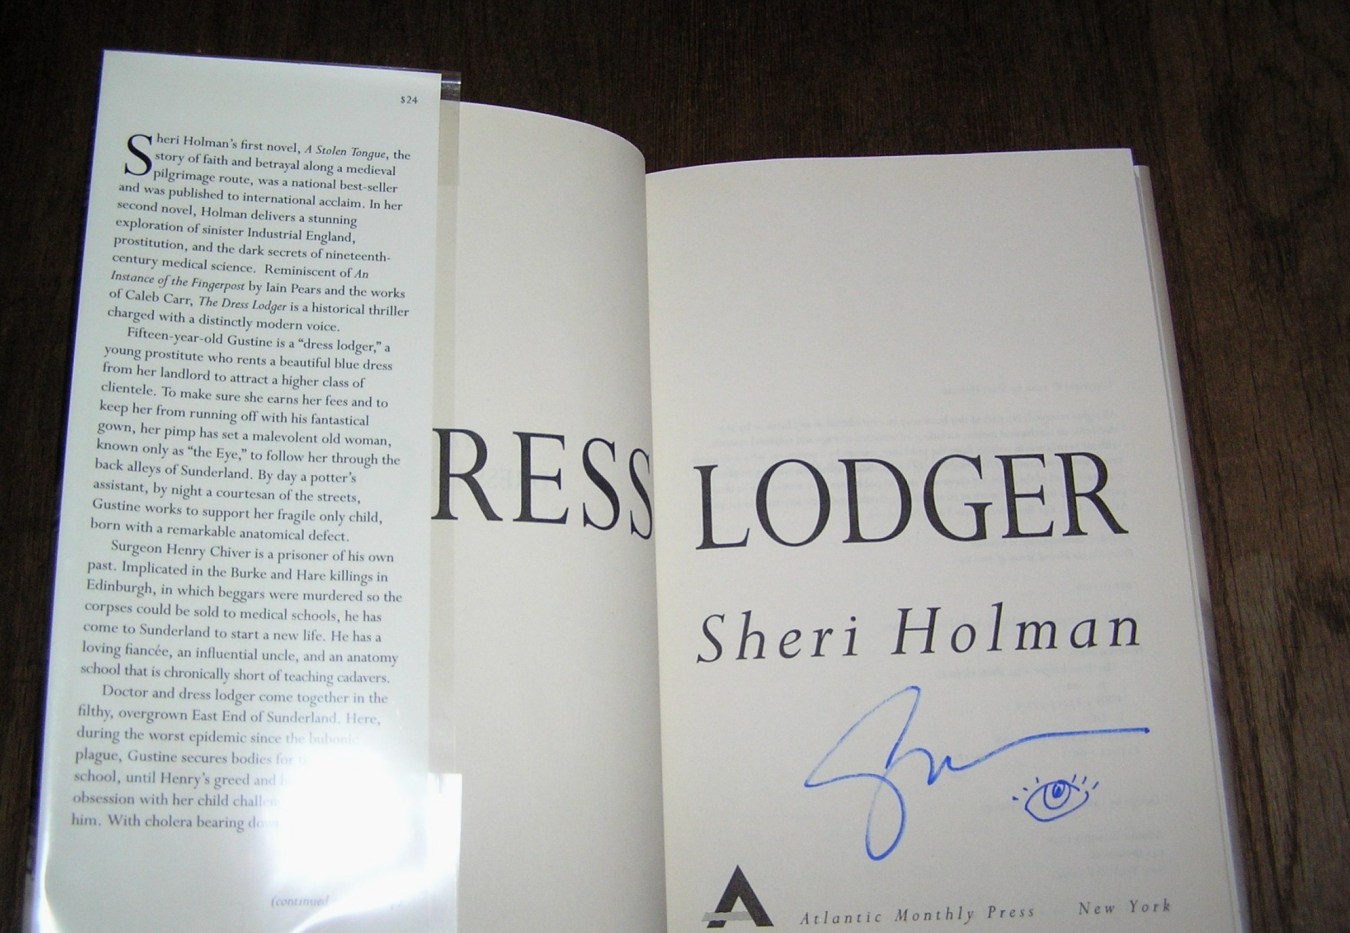 $24
Sheri Holman's first novel, A Stolen Tongue, the
story of faith and betrayal along a medieval
pilgrimage route, was a national best-seller
and was published to international acclaim. In her
second novel, Holman delivers a stunning
exploration of sinister Industrial England,
prostitution, and the dark secrets of nineteenth-
century medical science. Reminiscent of An
Instance of the Fingerpost by Iain Pears and the works
of Caleb Carr, The Dress Lodger is a historical thriller
charged with a distinctly modern voice.
Fifteen-year-old Gustine is a "dress lodger," a
young prostitute who rents a beautiful blue dress
from her landlord to attract a higher class of
clientele. To make sure she earns her fees and to
keep her from running off with his fantastical
gown, her pimp has set a malevolent old woman,
known only as "the Eye," to follow her through the
back alleys of Sunderland. By day a potter's
assistant, by night a courtesan of the streets,
Gustine works to support her fragile only child,
born with a remarkable anatomical defect.
Surgeon Henry Chiver is a prisoner of his own
past. Implicated in the Burke and Hare killings in
Edinburgh, in which beggars were murdered so the
corpses could be sold to medical schools, he has
come to Sunderland to start a new life. He has a
loving fiancée, an influential uncle, and an anatomy
school that is chronically short of teaching cadavers.
Doctor and dress lodger come together in the
filthy, overgrown East End of Sunderland. Here,
during the worst epidemic since the
plague, Gustine secures bodies for
school, until Henry's greed and
obsession with her child
him. With cholera bearing
(continued
RESS LODGER
Sheri Holman
Atlantic Monthly Press New York